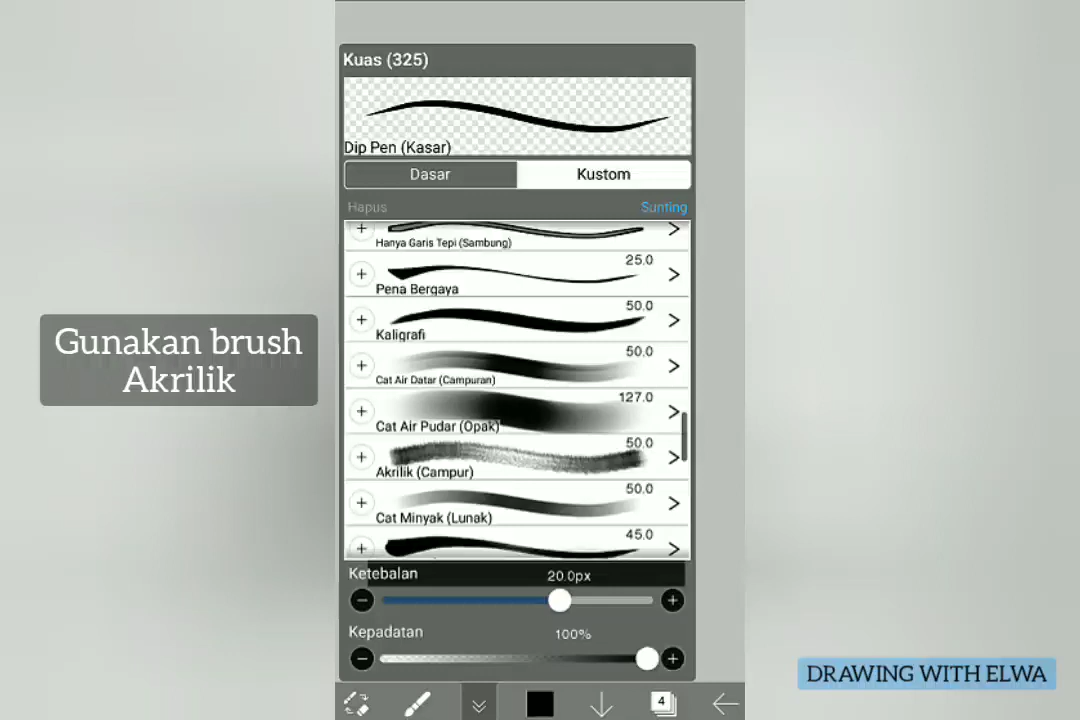 Kuas (325)
Dip Pen (Kasar)
Dasar
Kustom
Hapus
Sunting
Hanya Garis Tepi (Sambung)
25.0
Pena Bergaya
50.0
Kaligrafi
50.0
Cat Air Datar (Campuran)
127.0
Cat Air Pudar (Opak)
50.0
Akrilik (Campur)
50.0
Cat Minyak (Lunak)
45.0
Ketebalan
20.0px
Kepadatan
100%
4
Gunakan brush
Akrilik
DRAWING WITH ELWA